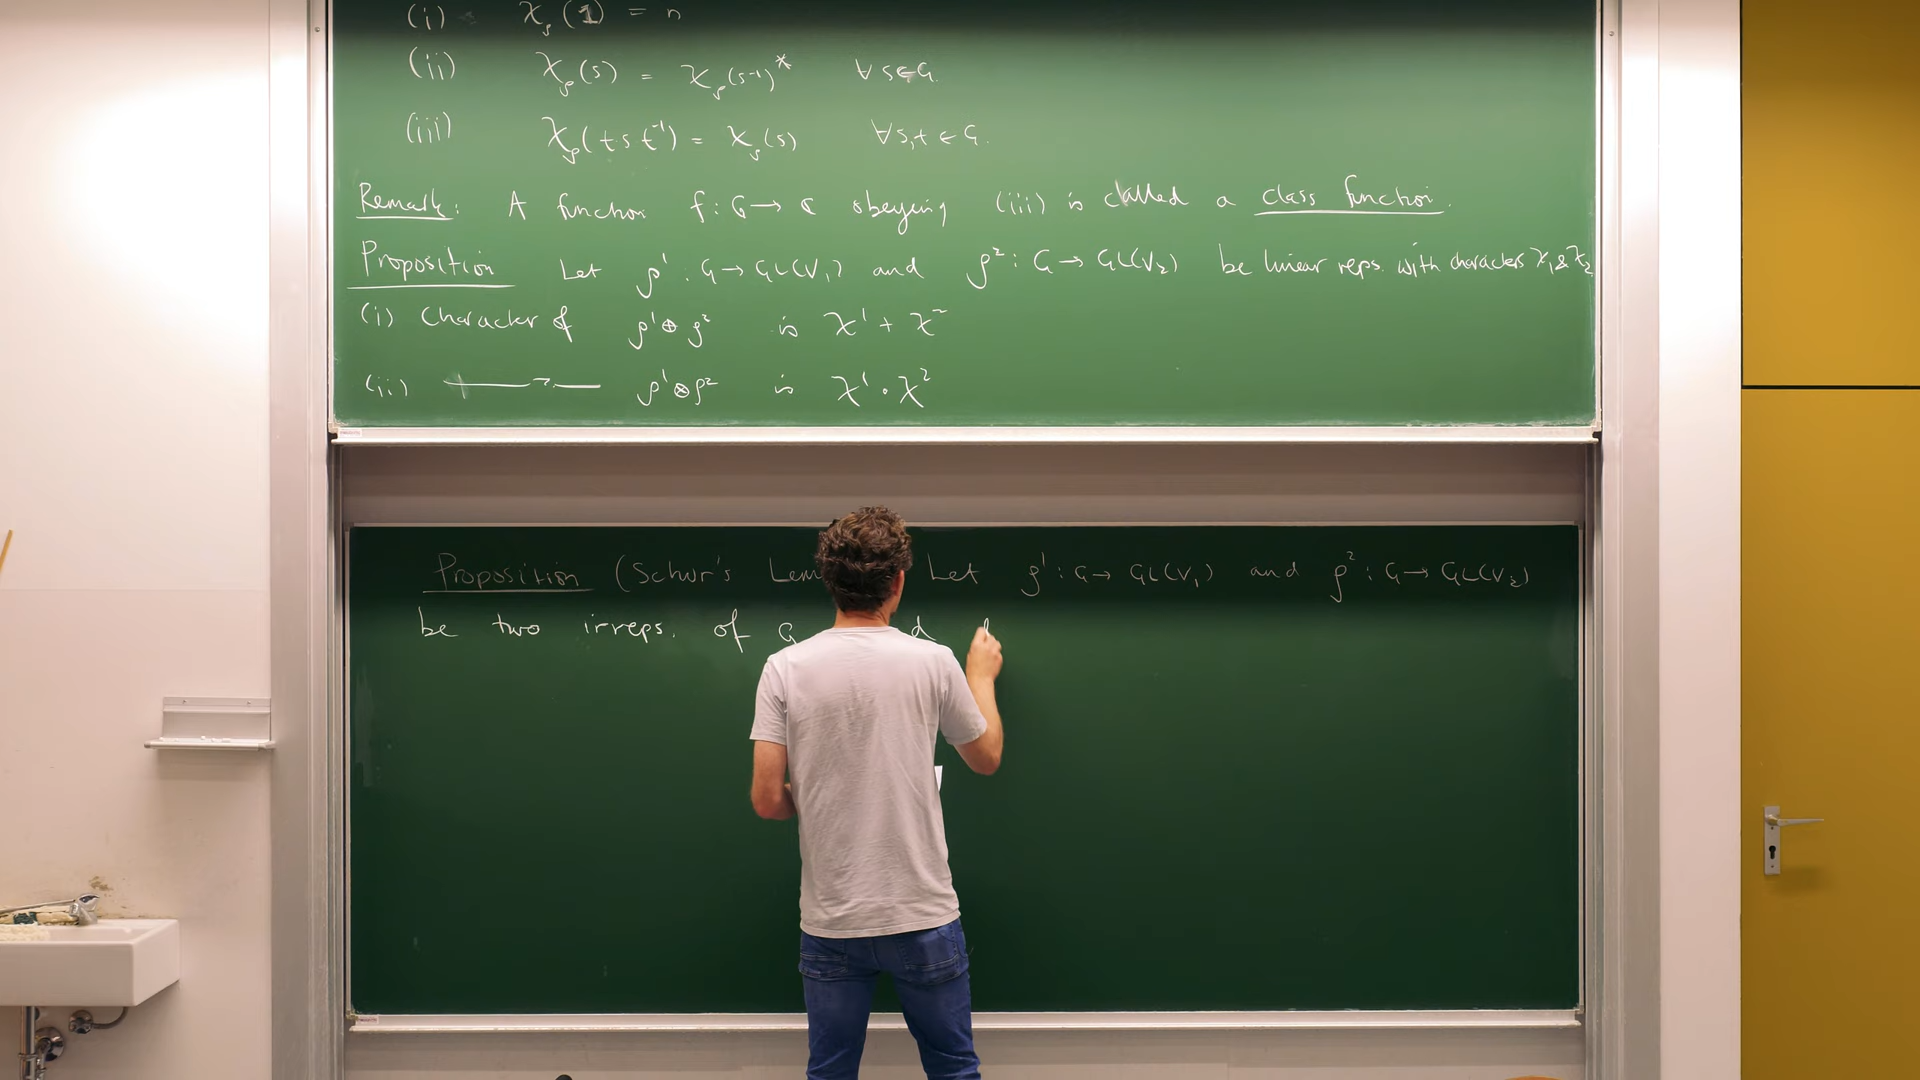 (i) χ_ρ(1) = n
(ii) χ_ρ(s) = χ_ρ(s⁻¹)* ∀ s ∈ G.
(iii) χ_ρ(t s t⁻¹) = χ_ρ(s) ∀ s,t ∈ G.
Remark: A function f: G → ℂ obeying (iii) is called a class function.
Proposition Let ρ¹: G → GL(V₁) and ρ²: G → GL(V₂) be linear reps. with characters χ₁ & χ₂
(i) Character of ρ¹ ⊕ ρ² is χ¹ + χ²
(ii) —— " —— ρ¹ ⊗ ρ² is χ¹ · χ²
Proposition (Schur's Lem Let ρ¹: G → GL(V₁) and ρ²: G → GL(V₂)
be two irreps. of G d